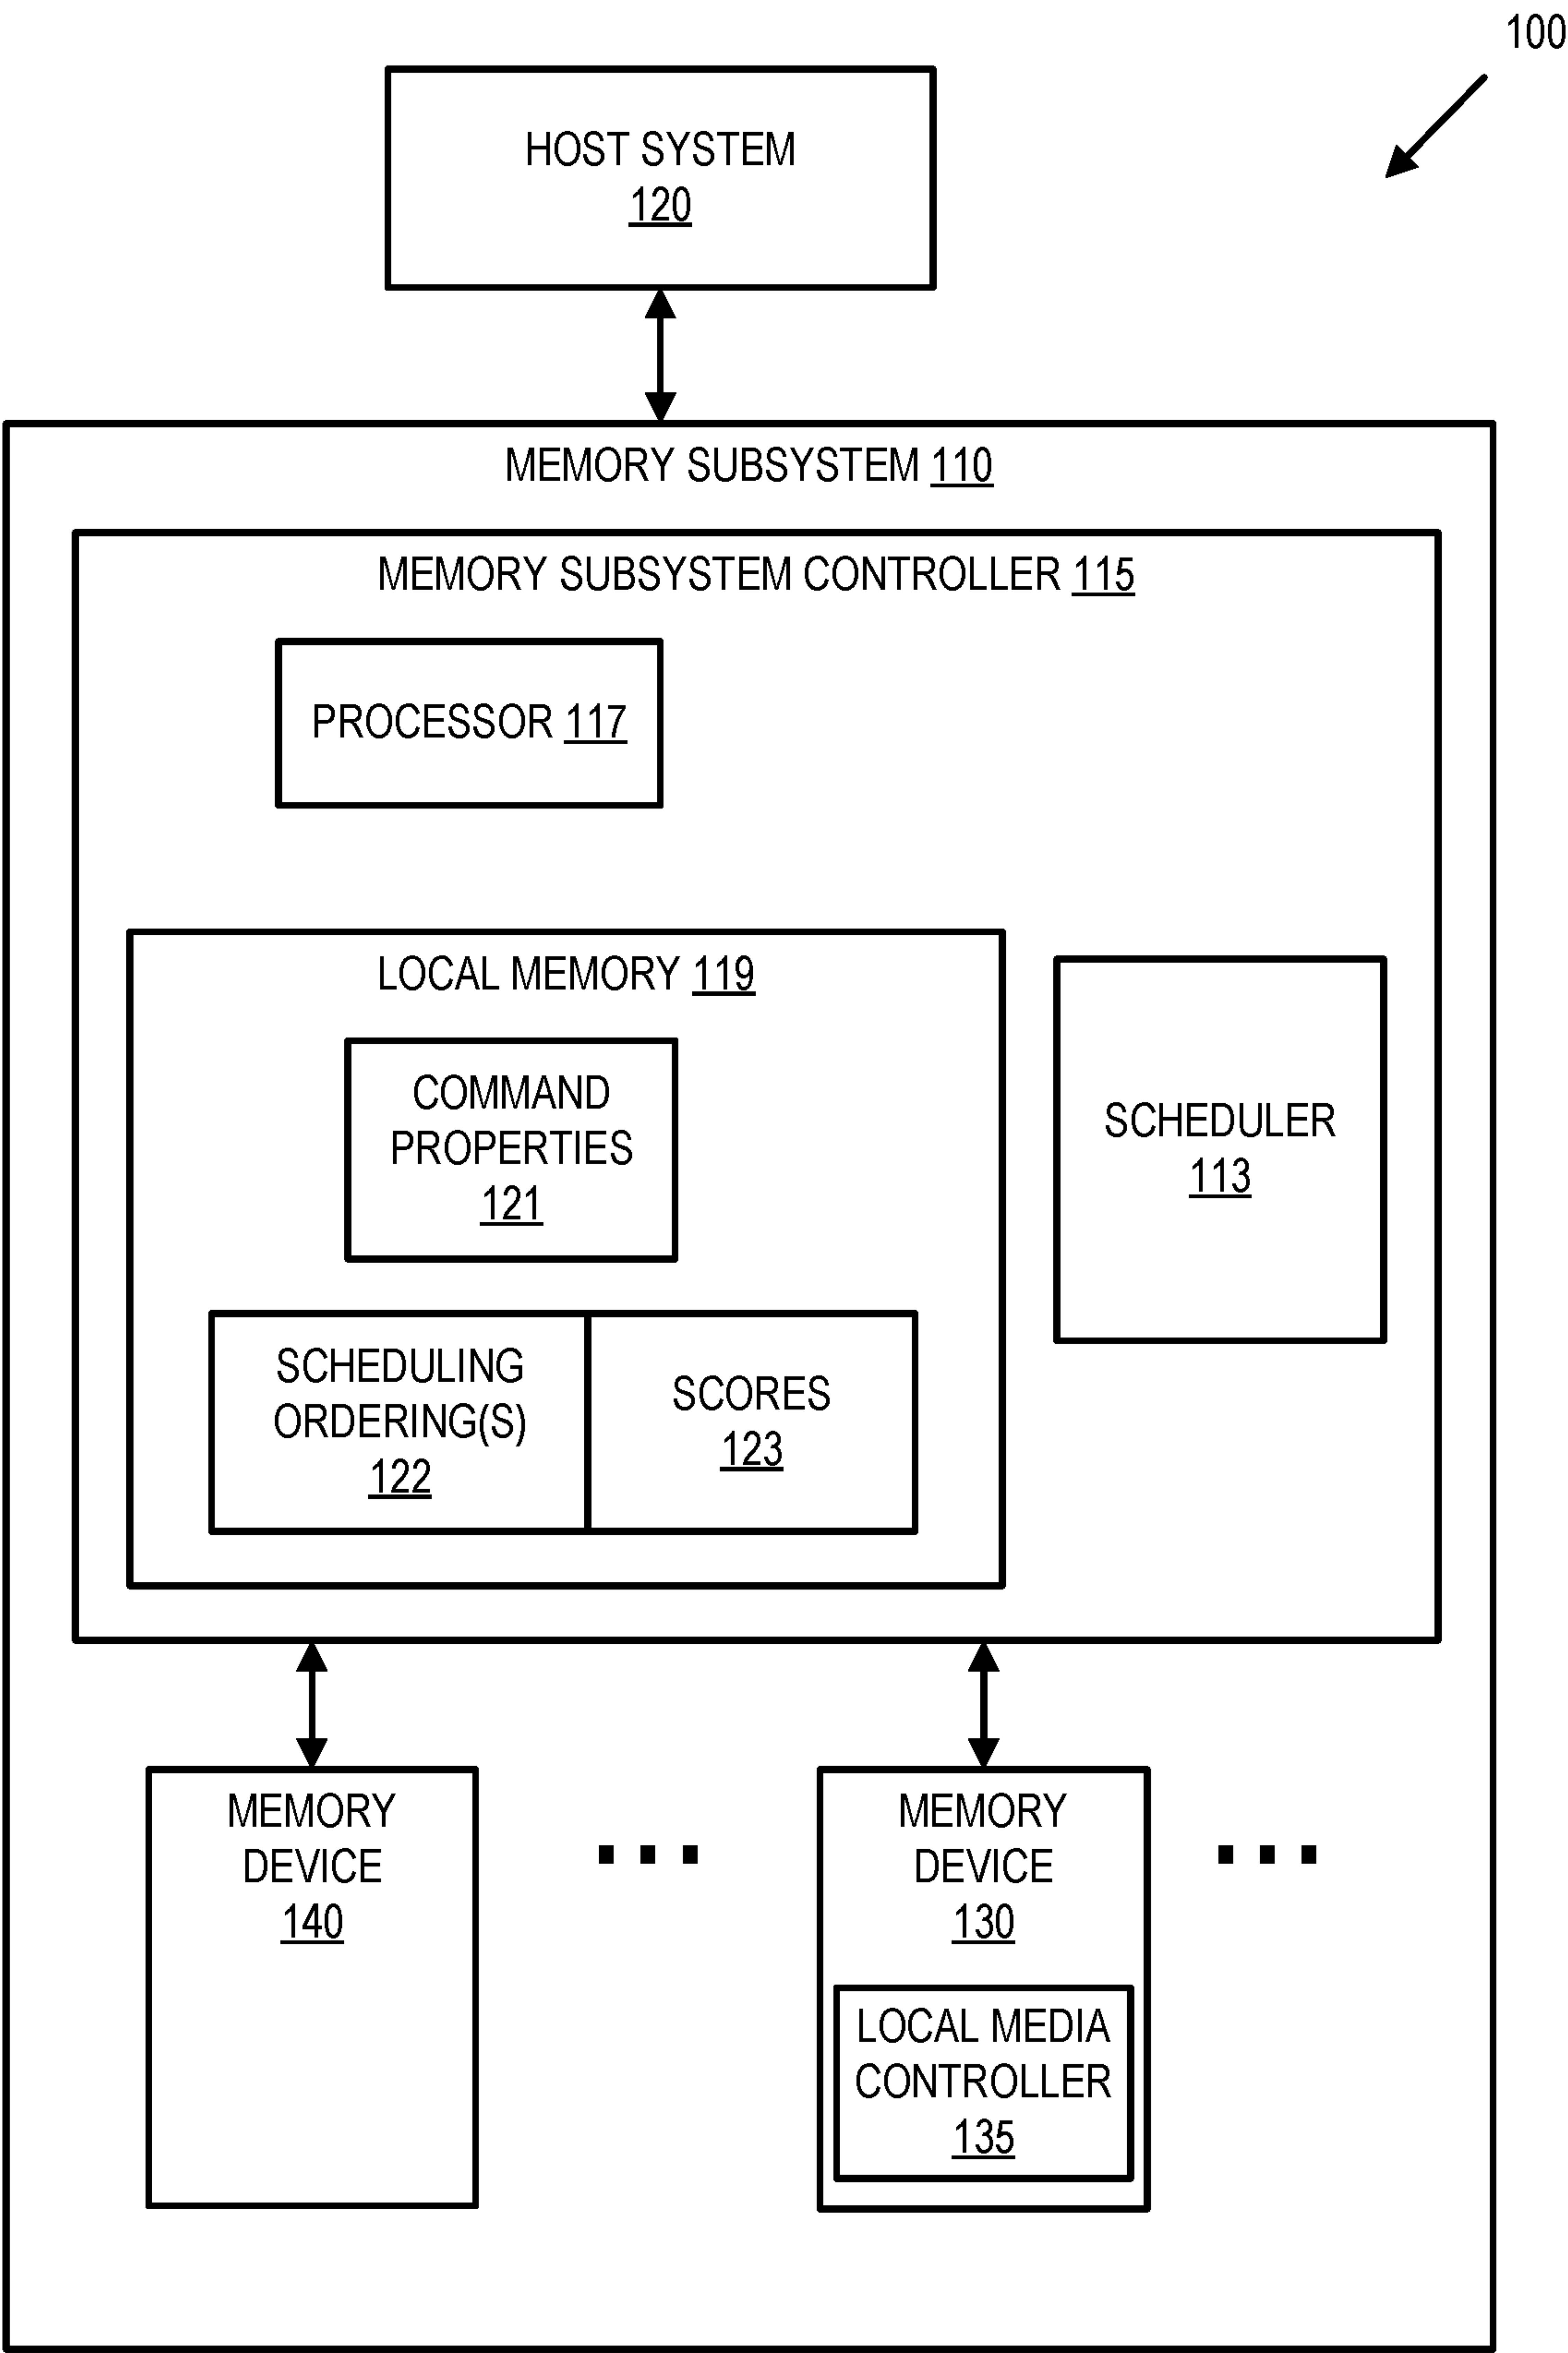 100
HOST SYSTEM
120
MEMORY SUBSYSTEM 110
MEMORY SUBSYSTEM CONTROLLER 115
PROCESSOR 117
LOCAL MEMORY 119
COMMAND
PROPERTIES
121
SCHEDULER
113
SCHEDULING
ORDERING(S)
122
SCORES
123
MEMORY
DEVICE
140
MEMORY
DEVICE
130
LOCAL MEDIA
CONTROLLER
135